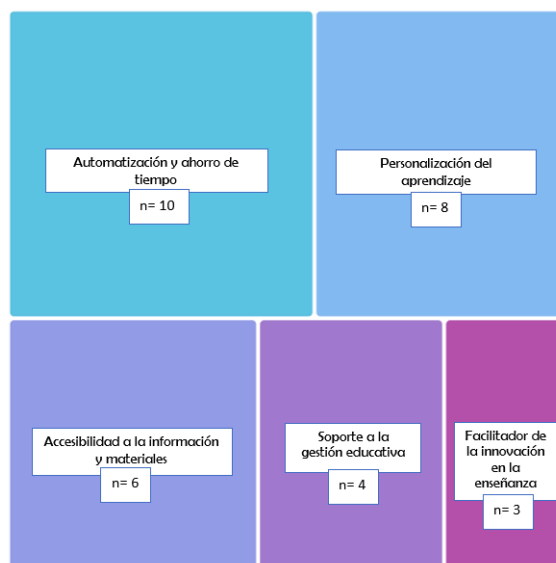 Automatización y ahorro de
tiempo
n= 10
Personalización del
aprendizaje
n= 8
Accesibilidad a la información
y materiales
n= 6
Soporte a la
gestión educativa
n= 4
Facilitador de
la innovación
en la
enseñanza
n= 3